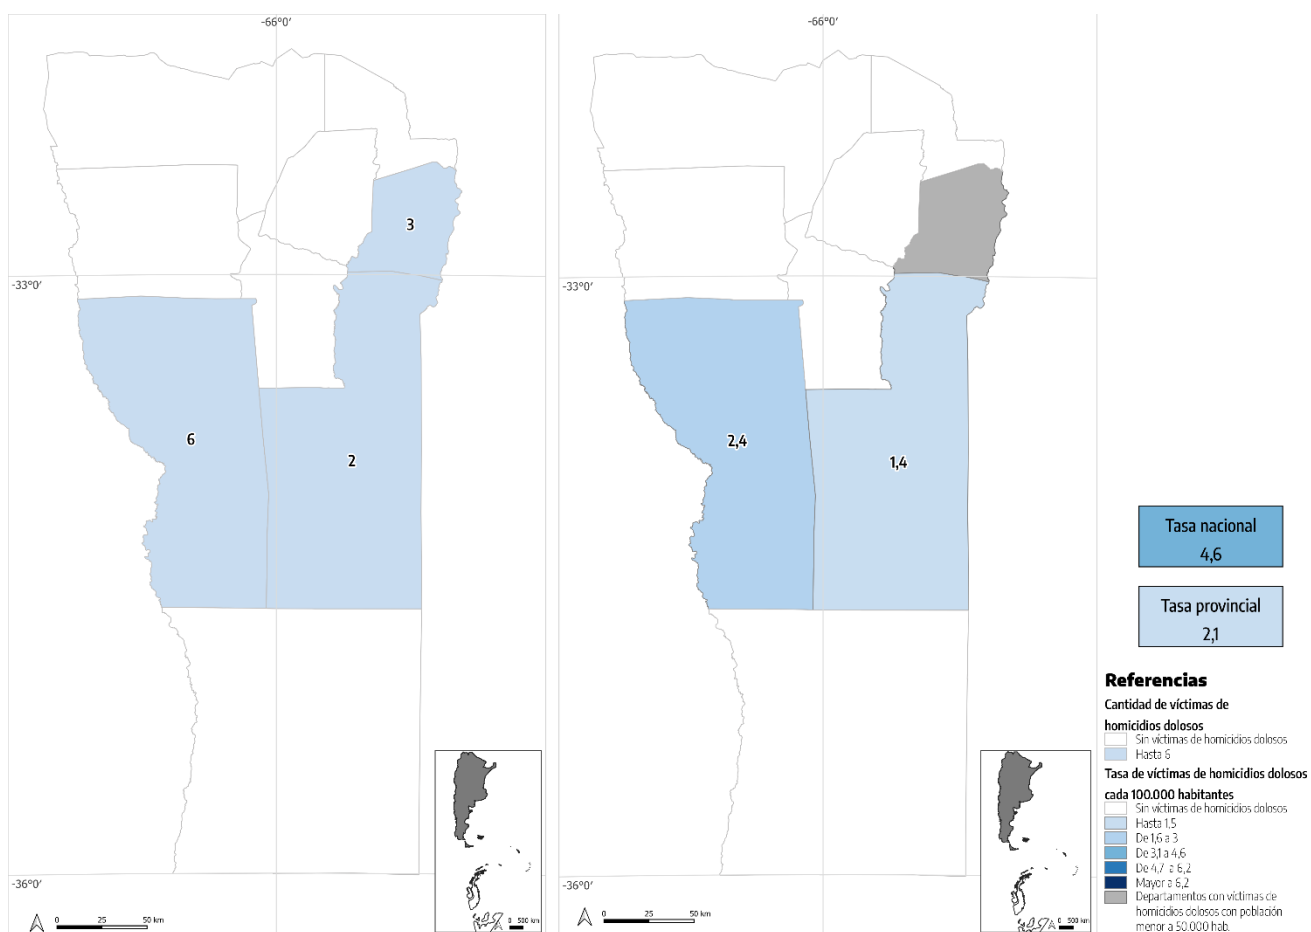 -66°0'
-66°0'
3
-33°0'
-33°0'
6
2
2,4
1,4
Tasa nacional
4,6
Tasa provincial
2,1
Referencias
Cantidad de víctimas de
homicidios dolosos
Sin víctimas de homicidios dolosos
Hasta 6
Tasa de víctimas de homicidios dolosos
cada 100.000 habitantes
Sin víctimas de homicidios dolosos
Hasta 1,5
De 1,6 a 3
De 3,1 a 4,6
De 4,7 a 6,2
Mayor a 6,2
Departamentos con víctimas de
homicidios dolosos con población
menor a 50.000 hab.
-36°0'
-36°0'
0 25 50 km
0 500 km
0 25 50 km
0 500 km